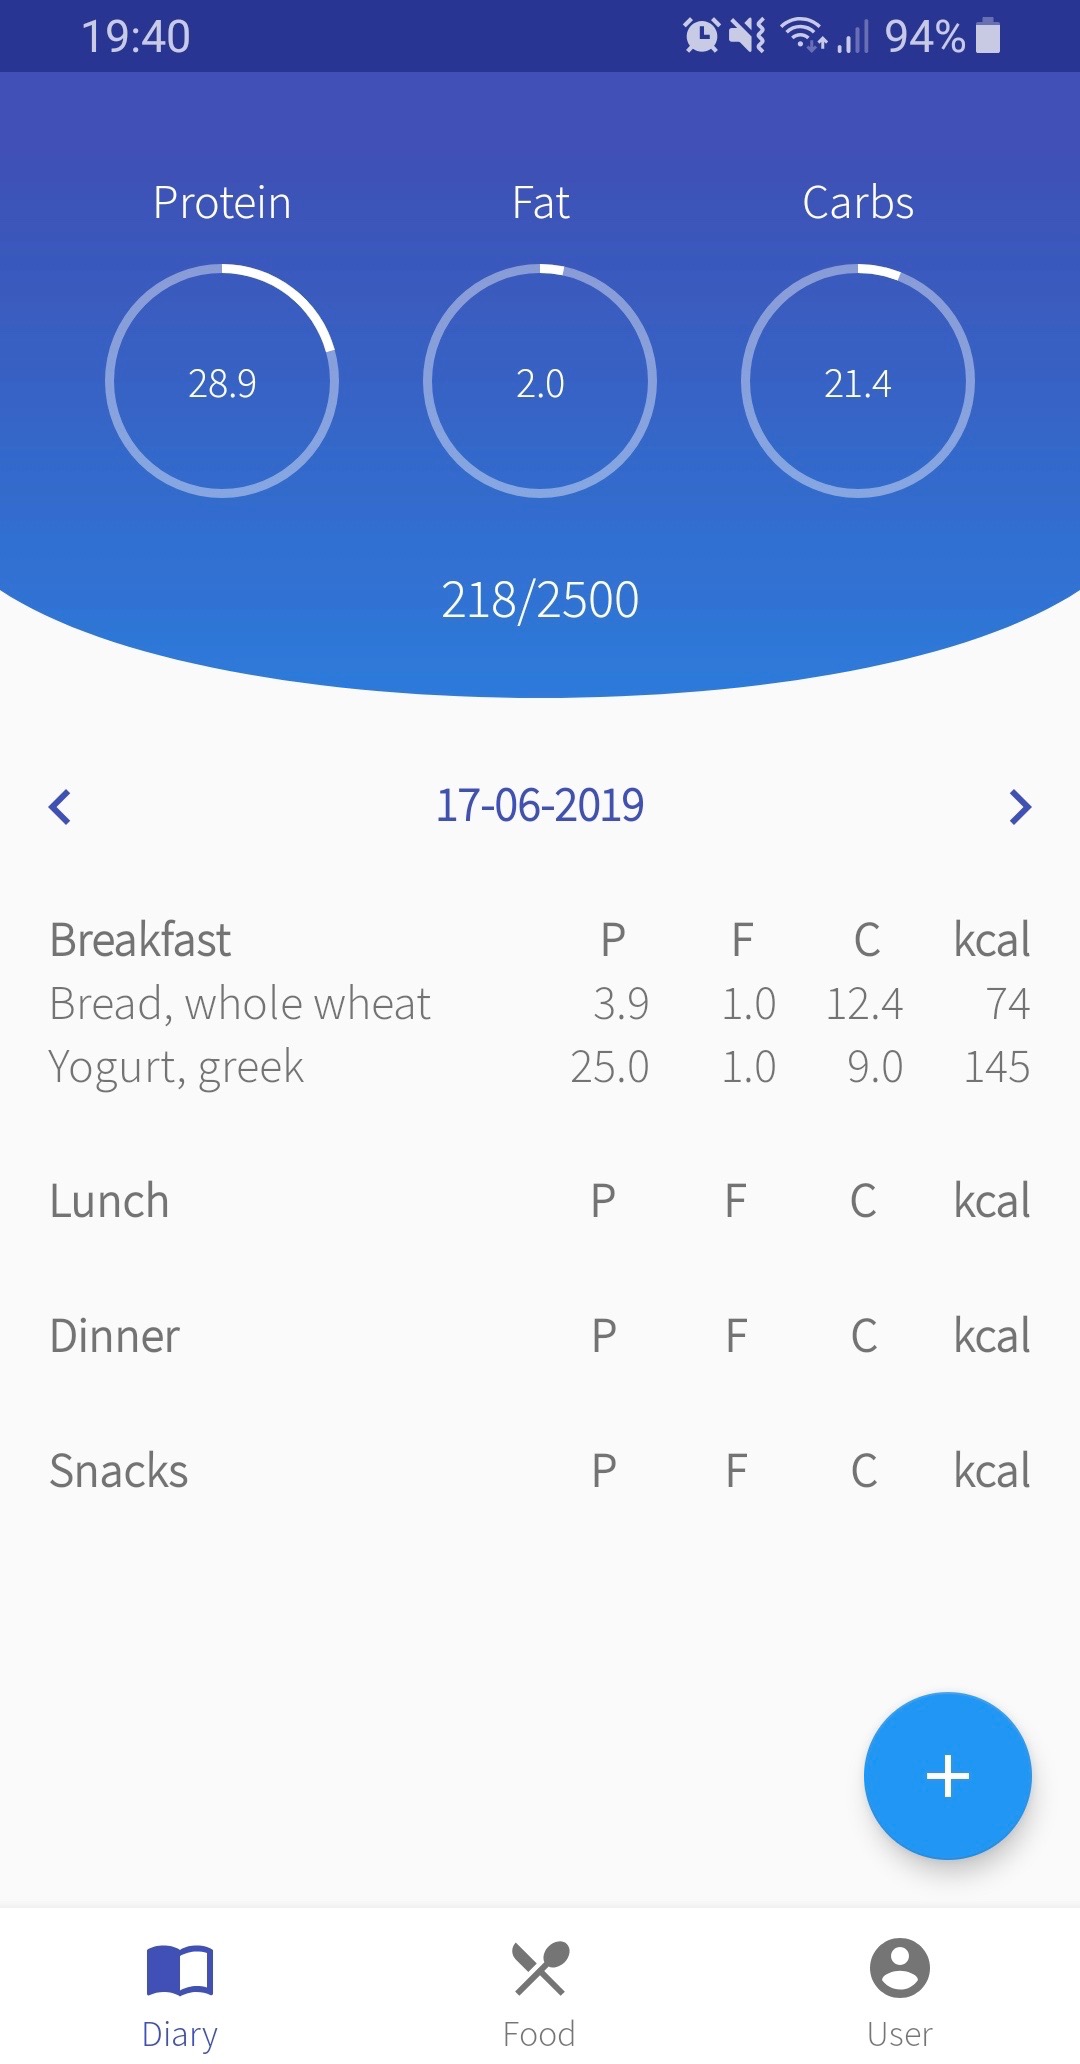 19:40 94%
Protein Fat Carbs
28.9 2.0 21.4
218/2500
17-06-2019
Breakfast P F C kcal
Bread, whole wheat 3.9 1.0 12.4 74
Yogurt, greek 25.0 1.0 9.0 145
Lunch P F C kcal
Dinner P F C kcal
Snacks P F C kcal
Diary Food User